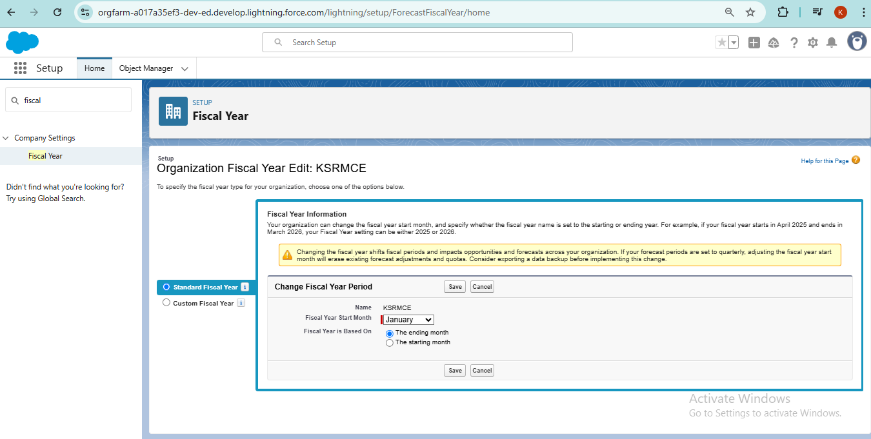 orgfarm-a017a35ef3-dev-ed.develop.lightning.force.com/lightning/setup/ForecastFiscalYear/home
K
Search Setup
Setup
Home
Object Manager
fiscal
Company Settings
Fiscal Year
Didn't find what you're looking for?
Try using Global Search.
SETUP
Fiscal Year
Setup
Organization Fiscal Year Edit: KSRMCE
Help for this Page
To specify the fiscal year type for your organization, choose one of the options below.
Standard Fiscal Year
Custom Fiscal Year
Fiscal Year Information
Your organization can change the fiscal year start month, and specify whether the fiscal year name is set to the starting or ending year. For example, if your fiscal year starts in April 2025 and ends in
March 2026, your Fiscal Year setting can be either 2025 or 2026.
Changing the fiscal year shifts fiscal periods and impacts opportunities and forecasts across your organization. If your forecast periods are set to quarterly, adjusting the fiscal year start
month will erase existing forecast adjustments and quotas. Consider exporting a data backup before implementing this change.
Change Fiscal Year Period
Save
Cancel
Name KSRMCE
Fiscal Year Start Month January
Fiscal Year is Based On The ending month
The starting month
Save
Cancel
Activate Windows
Go to Settings to activate Windows.